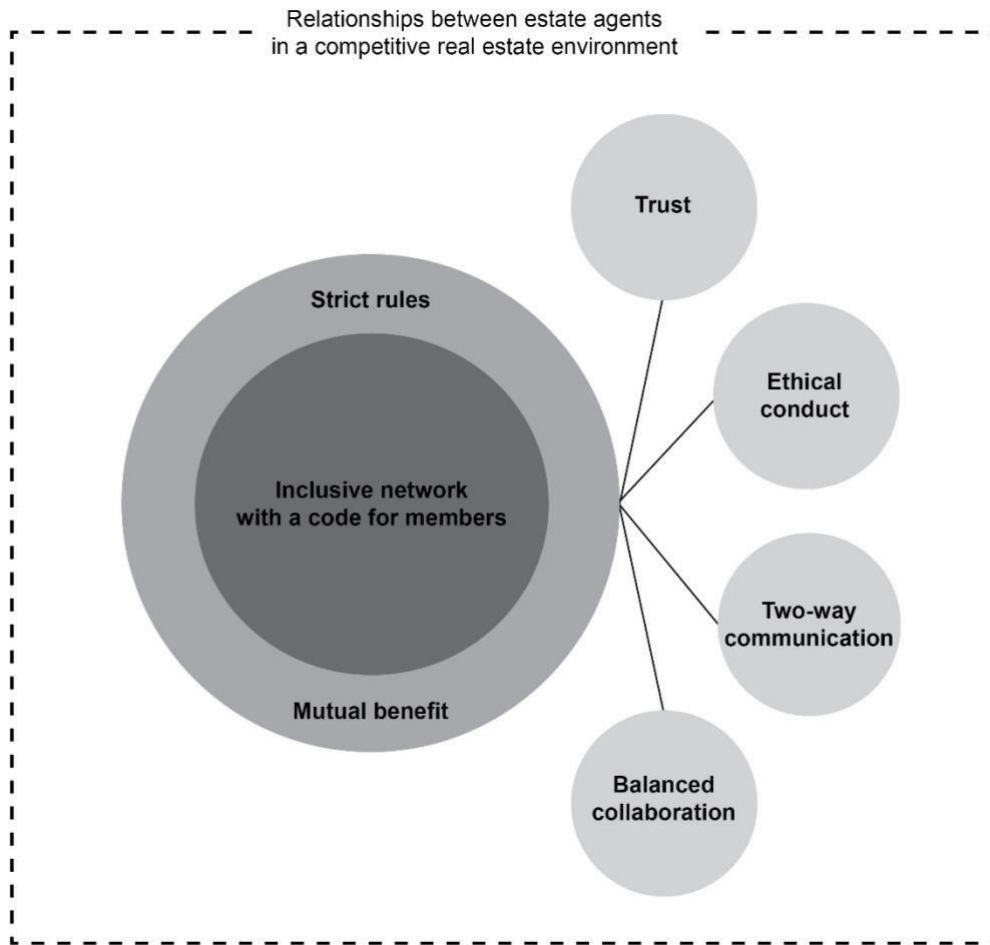 Relationships between estate agents
in a competitive real estate environment
Trust
Strict rules
Ethical
conduct
Inclusive network
with a code for members
Two-way
communication
Mutual benefit
Balanced
collaboration